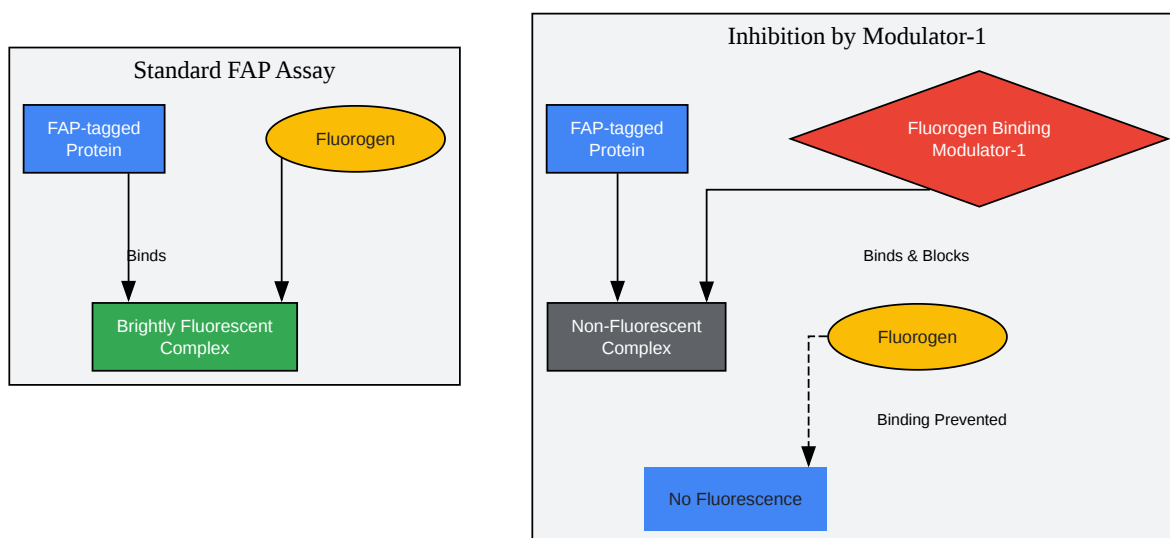 Standard FAP Assay
FAP-tagged
Protein
Fluorogen
Binds
Brightly Fluorescent
Complex
Inhibition by Modulator-1
FAP-tagged
Protein
Fluorogen Binding
Modulator-1
Binds & Blocks
Non-Fluorescent
Complex
Fluorogen
Binding Prevented
No Fluorescence